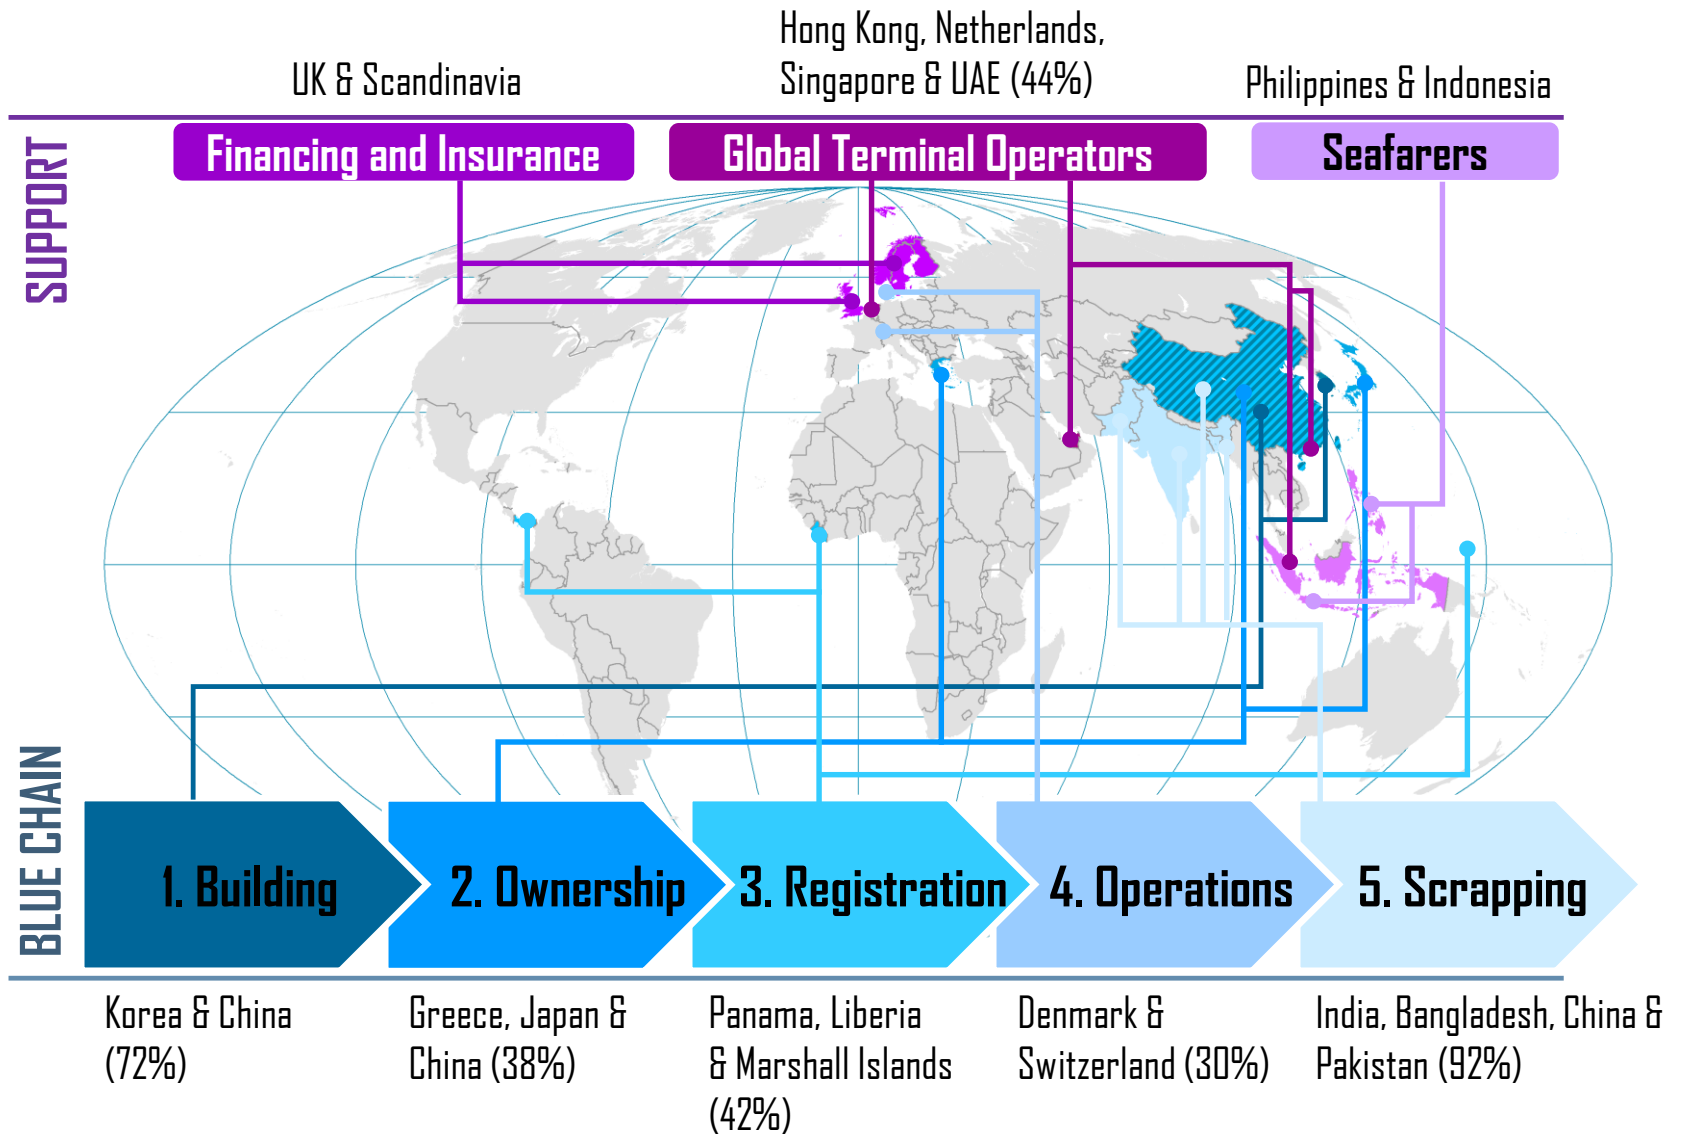 Hong Kong, Netherlands,
UK & Scandinavia
Singapore & UAE (44%)
Philippines & Indonesia
SUPPORT
Financing and Insurance
Global Terminal Operators
Seafarers
BLUE CHAIN
1. Building
2. Ownership
3. Registration
4. Operations
5. Scrapping
Korea & China
(72%)
Greece, Japan &
China (38%)
Panama, Liberia
& Marshall Islands
(42%)
Denmark &
Switzerland (30%)
India, Bangladesh, China &
Pakistan (92%)